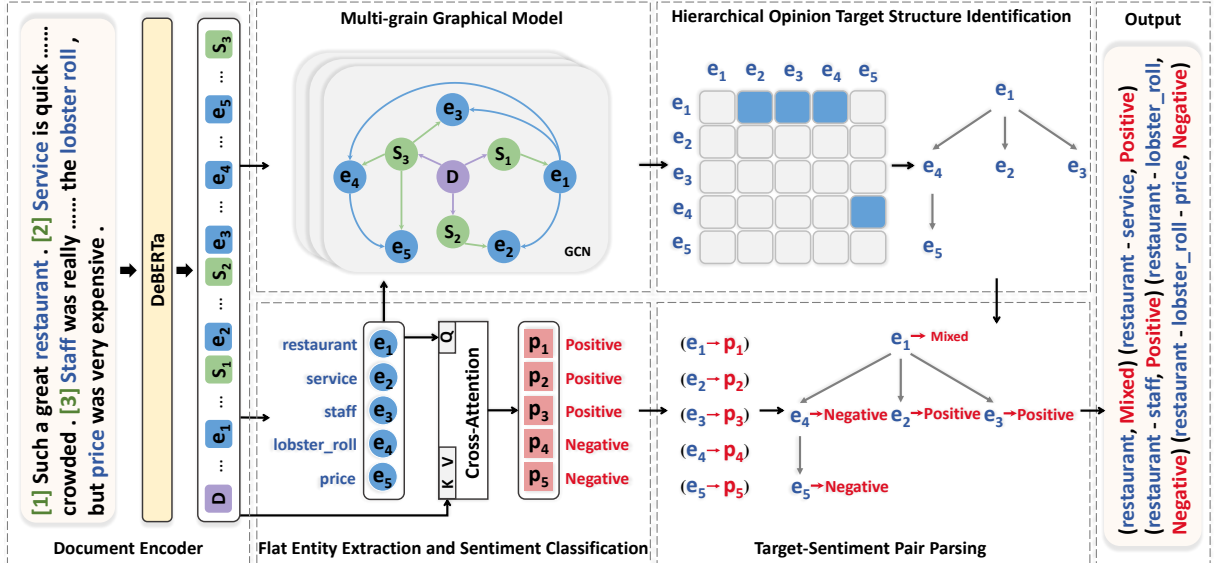 [1] Such a great restaurant . [2] Service is quick ......
crowded . [3] Staff was really ...... the lobster roll ,
but price was very expensive .
DeBERTa
D ... e1 ... S1 e2 ... S2 e3 ... e4 ... e5 ... S3
Document Encoder
Multi-grain Graphical Model
e3
S3
S1
e4
D
e1
S2
e5
e2
GCN
Flat Entity Extraction and Sentiment Classification
restaurant e1
service e2
staff e3
lobster_roll e4
price e5
Q
K V
Cross-Attention
p1 Positive
p2 Positive
p3 Positive
p4 Negative
p5 Negative
Hierarchical Opinion Target Structure Identification
e1 e2 e3 e4 e5
e1
e2
e3
e4
e5
e1
e4 e2 e3
e5
Target-Sentiment Pair Parsing
(e1→p1)
(e2→p2)
(e3→p3)
(e4→p4)
(e5→p5)
e1→Mixed
e4→Negative e2→Positive e3→Positive
e5→Negative
Output
(restaurant, Mixed) (restaurant - service, Positive)
(restaurant - staff, Positive) (restaurant - lobster_roll,
Negative) (restaurant - lobster_roll - price, Negative)